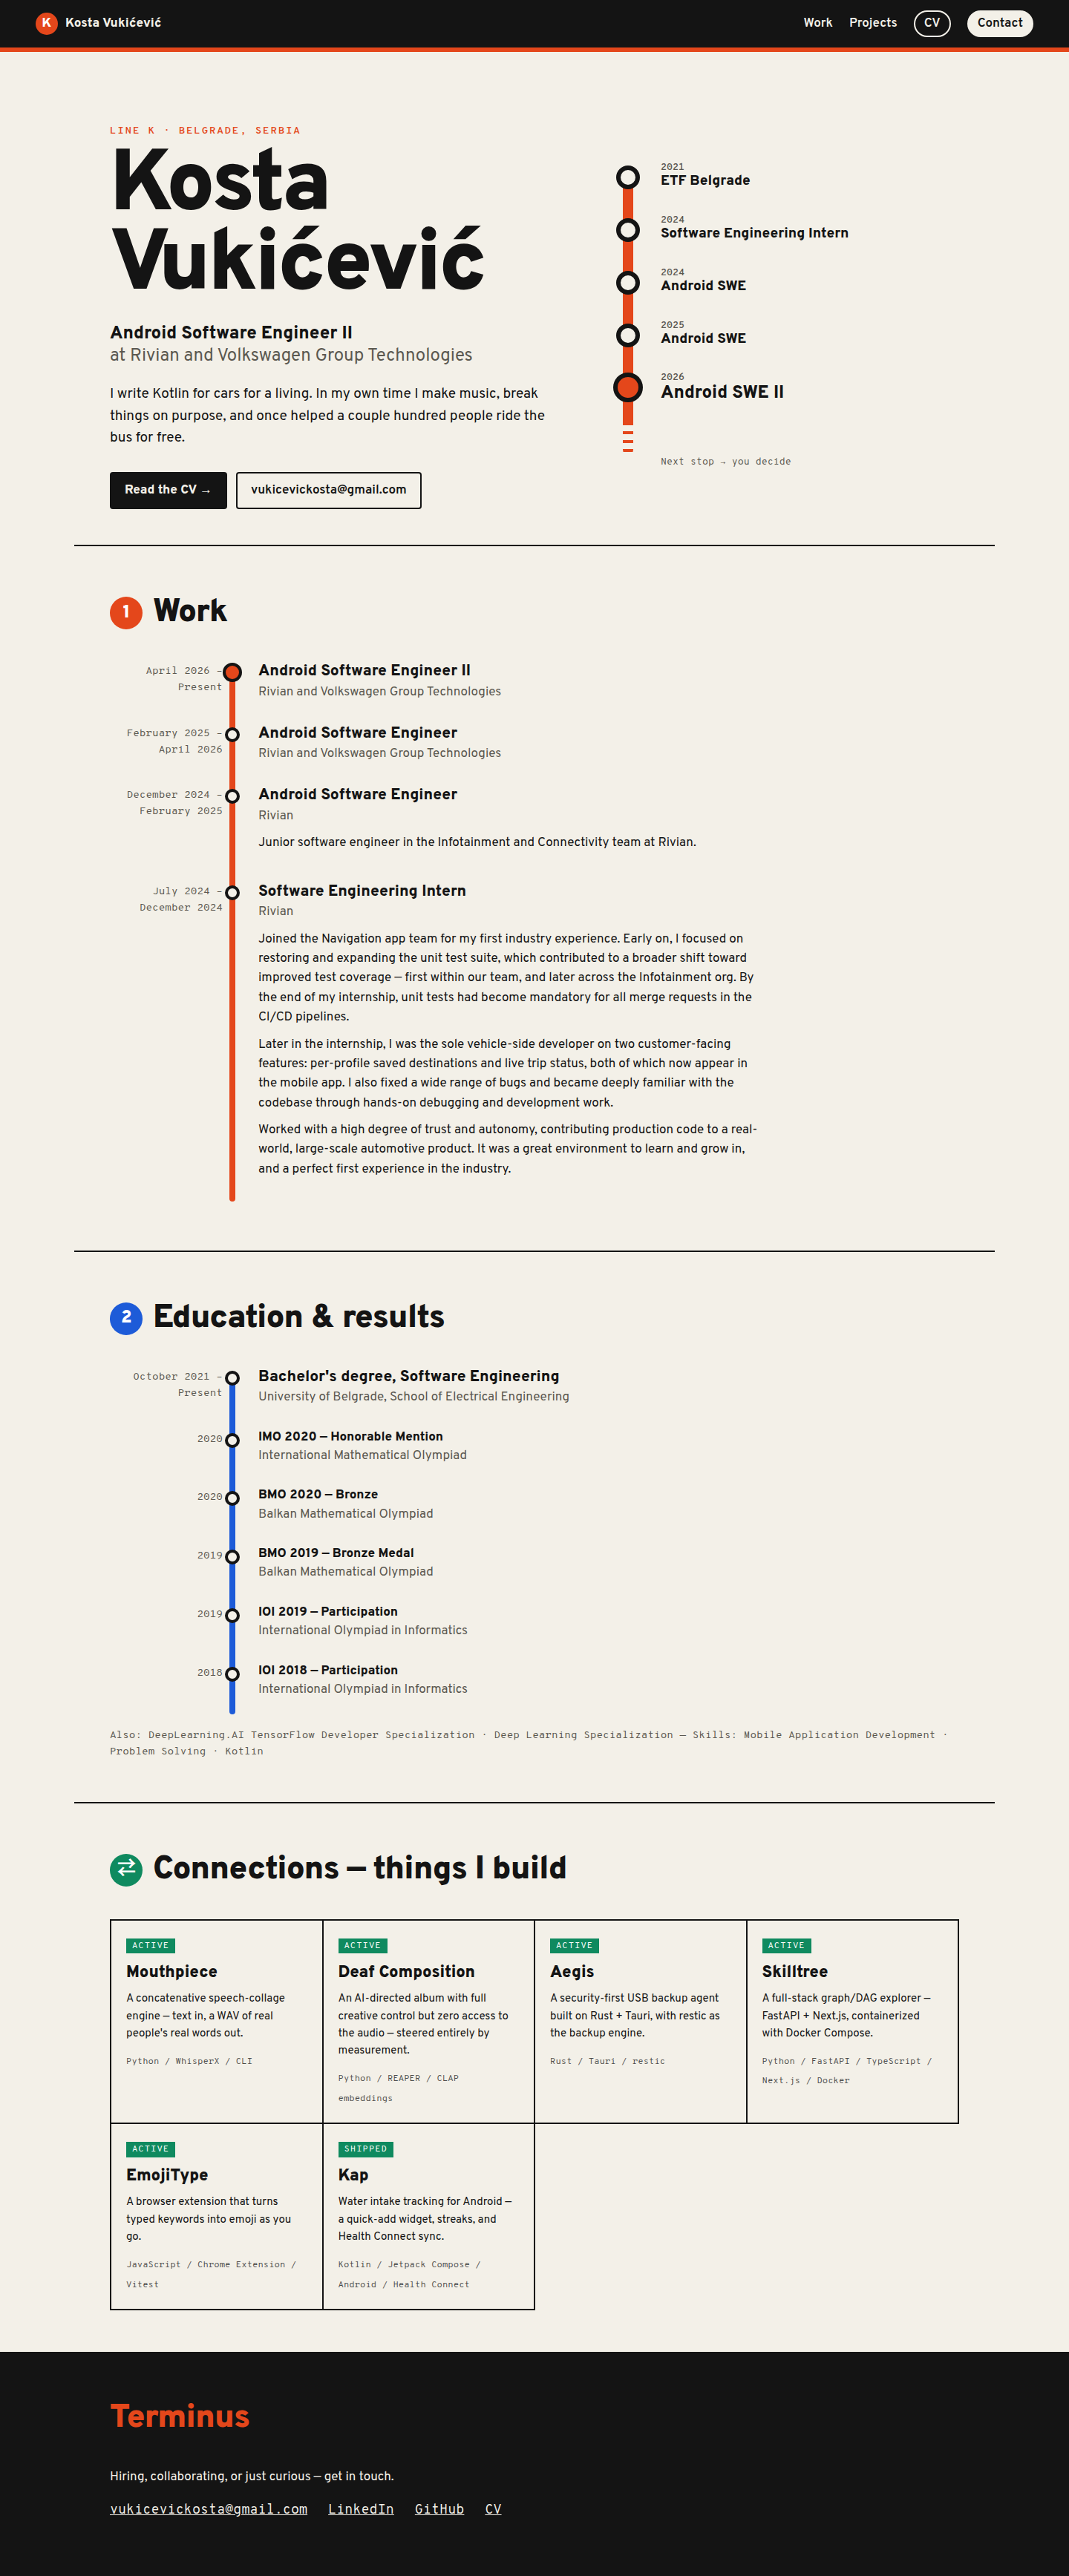 K Kosta Vukićević
Work Projects CV Contact
LINE K · BELGRADE, SERBIA
Kosta
Vukićević
Android Software Engineer II
at Rivian and Volkswagen Group Technologies
I write Kotlin for cars for a living. In my own time I make music, break
things on purpose, and once helped a couple hundred people ride the
bus for free.
Read the CV →
vukicevickosta@gmail.com
2021
ETF Belgrade
2024
Software Engineering Intern
2024
Android SWE
2025
Android SWE
2026
Android SWE II
Next stop → you decide
1 Work
April 2026 –
Present
Android Software Engineer II
Rivian and Volkswagen Group Technologies
February 2025 –
April 2026
Android Software Engineer
Rivian and Volkswagen Group Technologies
December 2024 –
February 2025
Android Software Engineer
Rivian
Junior software engineer in the Infotainment and Connectivity team at Rivian.
July 2024 –
December 2024
Software Engineering Intern
Rivian
Joined the Navigation app team for my first industry experience. Early on, I focused on
restoring and expanding the unit test suite, which contributed to a broader shift toward
improved test coverage — first within our team, and later across the Infotainment org. By
the end of my internship, unit tests had become mandatory for all merge requests in the
CI/CD pipelines.
Later in the internship, I was the sole vehicle-side developer on two customer-facing
features: per-profile saved destinations and live trip status, both of which now appear in
the mobile app. I also fixed a wide range of bugs and became deeply familiar with the
codebase through hands-on debugging and development work.
Worked with a high degree of trust and autonomy, contributing production code to a real-
world, large-scale automotive product. It was a great environment to learn and grow in,
and a perfect first experience in the industry.
2 Education & results
October 2021 –
Present
Bachelor's degree, Software Engineering
University of Belgrade, School of Electrical Engineering
2020
IMO 2020 — Honorable Mention
International Mathematical Olympiad
2020
BMO 2020 — Bronze
Balkan Mathematical Olympiad
2019
BMO 2019 — Bronze Medal
Balkan Mathematical Olympiad
2019
IOI 2019 — Participation
International Olympiad in Informatics
2018
IOI 2018 — Participation
International Olympiad in Informatics
Also: DeepLearning.AI TensorFlow Developer Specialization · Deep Learning Specialization — Skills: Mobile Application Development ·
Problem Solving · Kotlin
⇄ Connections — things I build
ACTIVE
Mouthpiece
A concatenative speech-collage
engine — text in, a WAV of real
people's real words out.
Python / WhisperX / CLI
ACTIVE
Deaf Composition
An AI-directed album with full
creative control but zero access to
the audio — steered entirely by
measurement.
Python / REAPER / CLAP
embeddings
ACTIVE
Aegis
A security-first USB backup agent
built on Rust + Tauri, with restic as
the backup engine.
Rust / Tauri / restic
ACTIVE
Skilltree
A full-stack graph/DAG explorer —
FastAPI + Next.js, containerized
with Docker Compose.
Python / FastAPI / TypeScript /
Next.js / Docker
ACTIVE
EmojiType
A browser extension that turns
typed keywords into emoji as you
go.
JavaScript / Chrome Extension /
Vitest
SHIPPED
Kap
Water intake tracking for Android —
a quick-add widget, streaks, and
Health Connect sync.
Kotlin / Jetpack Compose /
Android / Health Connect
Terminus
Hiring, collaborating, or just curious — get in touch.
vukicevickosta@gmail.com LinkedIn GitHub CV